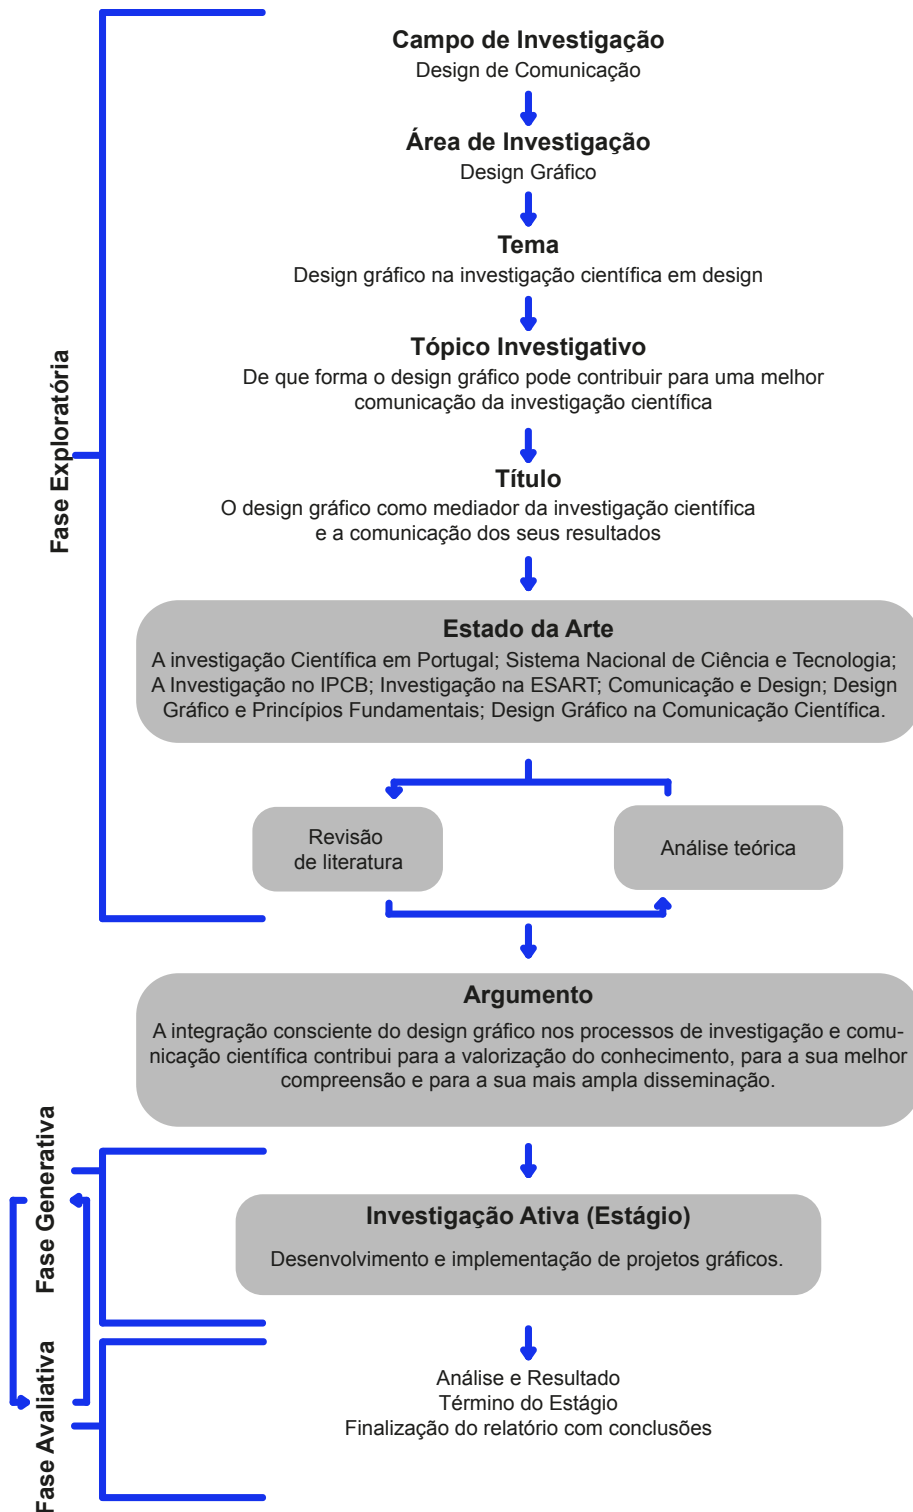 Campo de Investigação
Design de Comunicação
Área de Investigação
Design Gráfico
Tema
Design gráfico na investigação científica em design
Tópico Investigativo
De que forma o design gráfico pode contribuir para uma melhor
comunicação da investigação científica
Título
O design gráfico como mediador da investigação científica
e a comunicação dos seus resultados
Fase Exploratória
Estado da Arte
A investigação Científica em Portugal; Sistema Nacional de Ciência e Tecnologia;
A Investigação no IPCB; Investigação na ESART; Comunicação e Design; Design
Gráfico e Princípios Fundamentais; Design Gráfico na Comunicação Científica.
Revisão
de literatura
Análise teórica
Argumento
A integração consciente do design gráfico nos processos de investigação e comu-
nicação científica contribui para a valorização do conhecimento, para a sua melhor
compreensão e para a sua mais ampla disseminação.
Fase Generativa
Investigação Ativa (Estágio)
Desenvolvimento e implementação de projetos gráficos.
Fase Avaliativa
Análise e Resultado
Término do Estágio
Finalização do relatório com conclusões